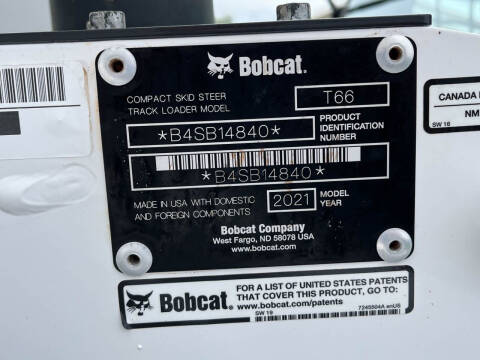 Bobcat.
COMPACT SKID STEER
TRACK LOADER MODEL
T66
*B4SB14840*
PRODUCT
IDENTIFICATION
NUMBER
*B4SB14840*
MADE IN USA WITH DOMESTIC
AND FOREIGN COMPONENTS
2021
MODEL
YEAR
Bobcat Company
West Fargo, ND 58078 USA
www.bobcat.com
CANADA
NM
SW 16
Bobcat.
FOR A LIST OF UNITED STATES PATENTS
THAT COVER THIS PRODUCT, GO TO:
www.bobcat.com/patents
SW 19
7245504A enUS